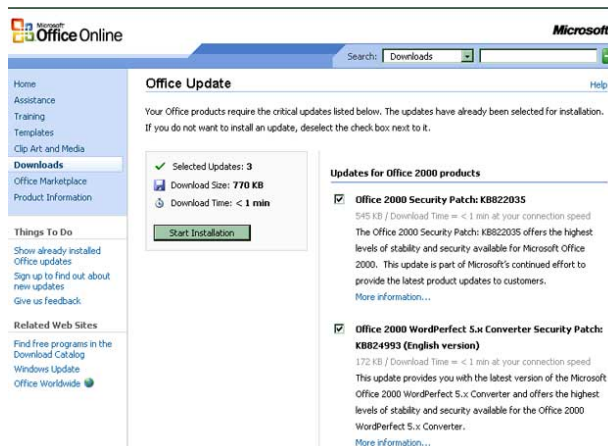 Microsoft
Office Online
Microsoft
Search: Downloads
Home
Assistance
Training
Templates
Clip Art and Media
Downloads
Office Marketplace
Product Information
Things To Do
Show already installed
Office updates
Sign up to find out about
new updates
Give us feedback
Related Web Sites
Find free programs in the
Download Catalog
Windows Update
Office Worldwide
Office Update
Help
Your Office products require the critical updates listed below. The updates have already been selected for installation.
If you do not want to install an update, deselect the check box next to it.
Selected Updates: 3
Download Size: 770 KB
Download Time: < 1 min
Start Installation
Updates for Office 2000 products
Office 2000 Security Patch: KB822035
545 KB / Download Time = < 1 min at your connection speed
The Office 2000 Security Patch: KB822035 offers the highest
levels of stability and security available for Microsoft Office
2000. This update is part of Microsoft's continued effort to
provide the latest product updates to customers.
More information...
Office 2000 WordPerfect 5.x Converter Security Patch:
KB824993 (English version)
172 KB / Download Time = < 1 min at your connection speed
This update provides you with the latest version of the Microsoft
Office 2000 WordPerfect 5.x Converter and offers the highest
levels of stability and security available for the Office 2000
WordPerfect 5.x Converter.
More information...